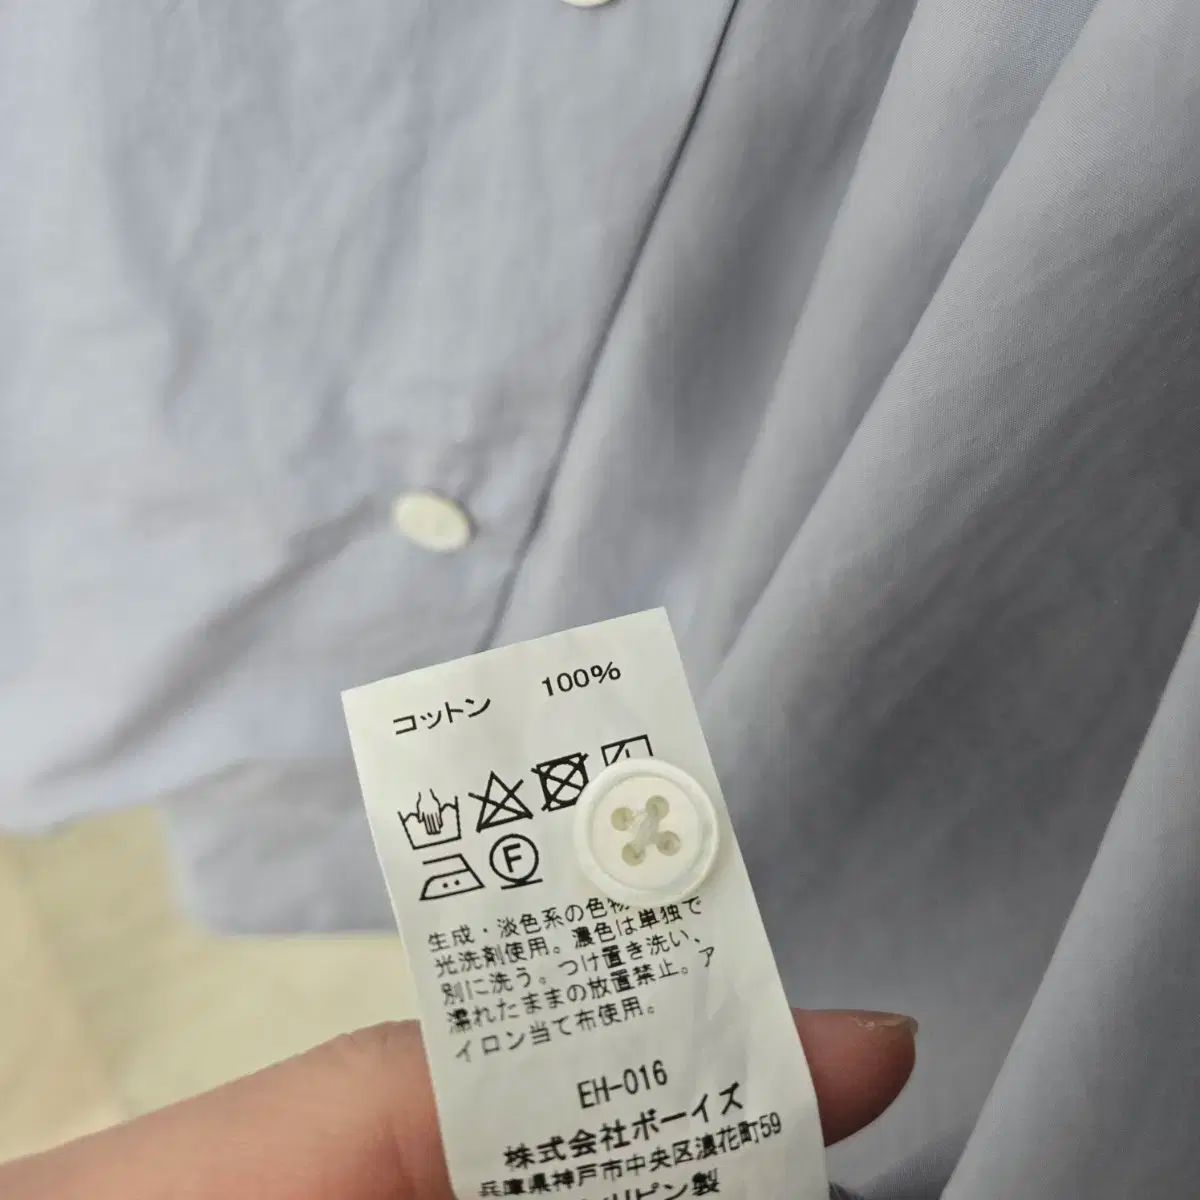 コットン 100%
F
生成・淡色系の色物
光洗剤使用。濃色は単独で
別に洗う。つけ置き洗い、
濡れたままの放置禁止。ア
イロン当て布使用。
EH-016
株式会社ボーイズ
兵庫県神戸市中央区浪花町59
リピン製